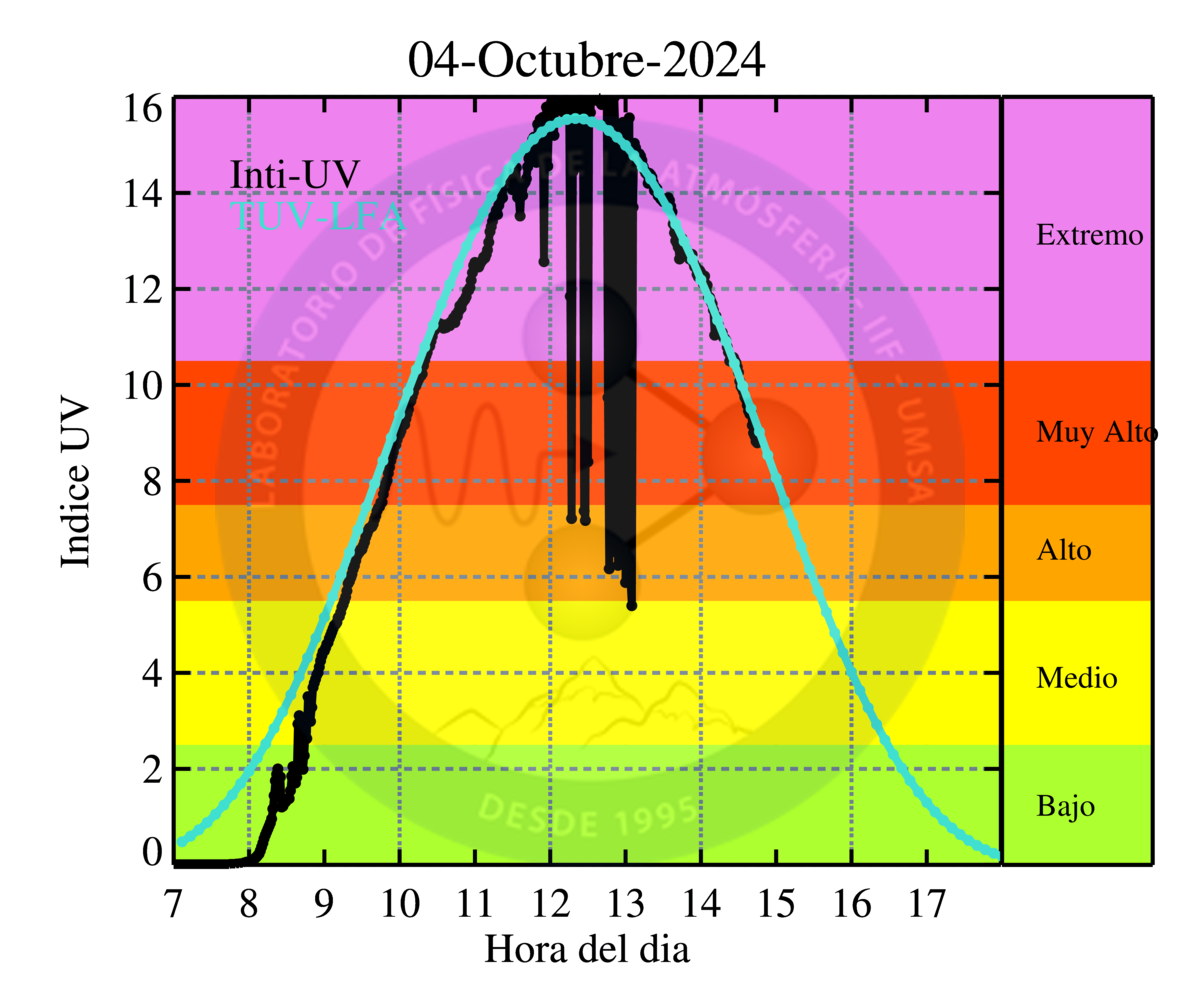 04-Octubre-2024
16
14
12
10
8
6
4
2
0
Indice UV
Inti-UV
TUV-LFA
LABORATORIO DE FÍSICA DE LA ATMÓSFERA - IIF - UMSA
DESDE 1995
Extremo
Muy Alto
Alto
Medio
Bajo
7 8 9 10 11 12 13 14 15 16 17
Hora del dia